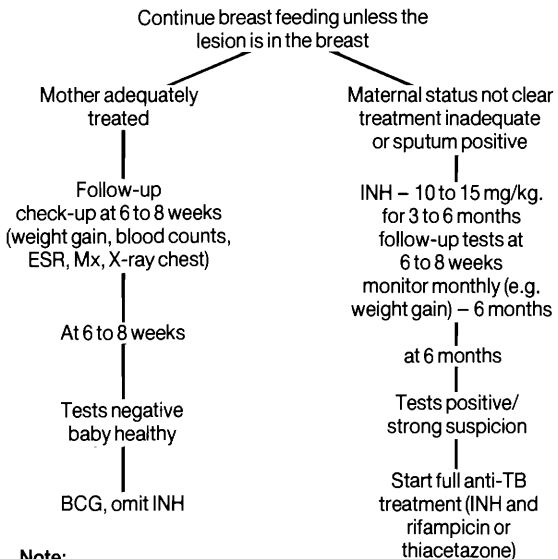 Continue breast feeding unless the
lesion is in the breast
Mother adequately
treated
Follow-up
check-up at 6 to 8 weeks
(weight gain, blood counts,
ESR, Mx, X-ray chest)
At 6 to 8 weeks
Tests negative
baby healthy
BCG, omit INH
Maternal status not clear
treatment inadequate
or sputum positive
INH – 10 to 15 mg/kg.
for 3 to 6 months
follow-up tests at
6 to 8 weeks
monitor monthly (e.g.
weight gain) – 6 months
at 6 months
Tests positive/
strong suspicion
Start full anti-TB
treatment (INH and
rifampicin or
thiacetazone)
Note: